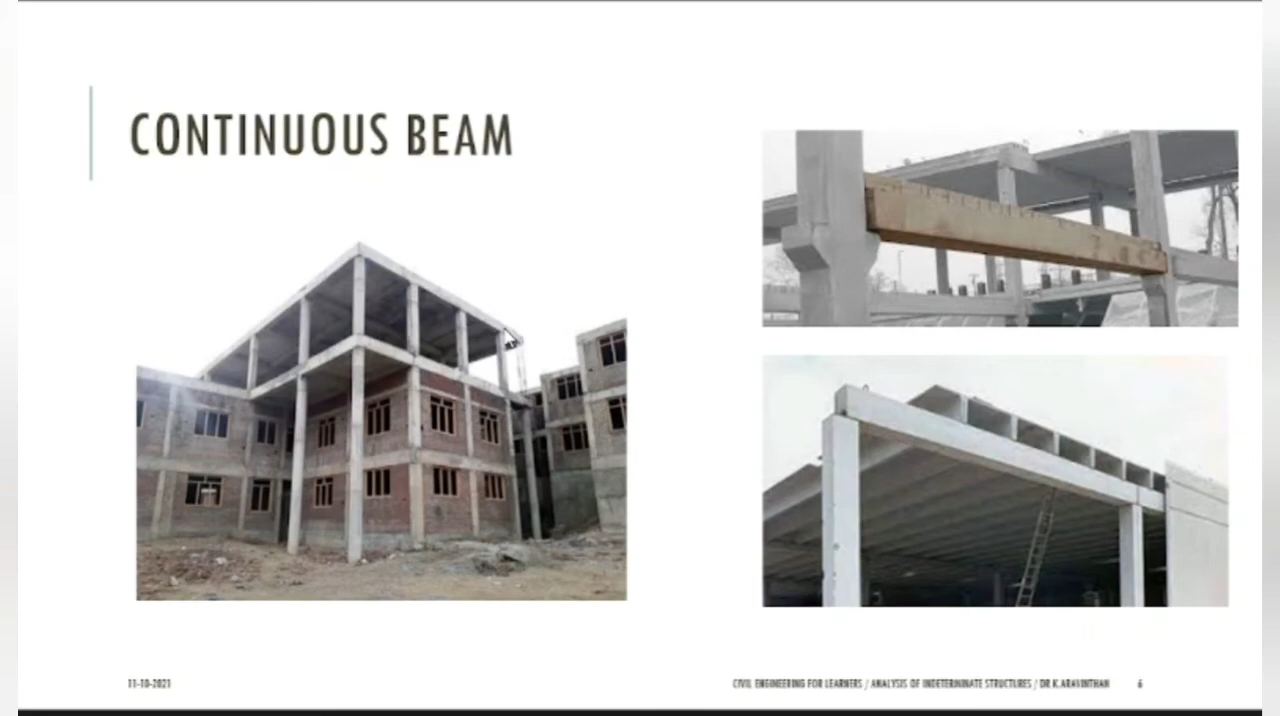 CONTINUOUS BEAM
11-10-2021
CIVIL ENGINEERING FOR LEARNERS / ANALYSIS OF INDETERMINATE STRUCTURES / DR K.ARAVINTHAN
6